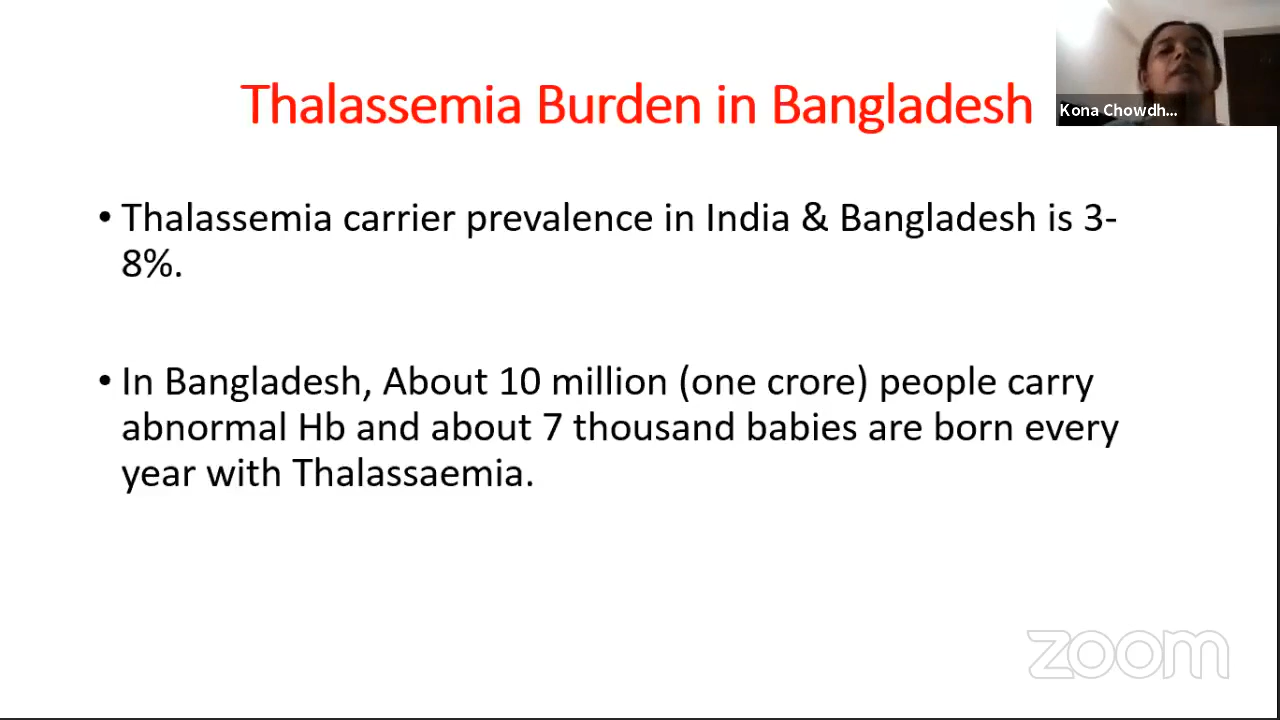 Thalassemia Burden in Bangladesh
Kona Chowdh...
• Thalassemia carrier prevalence in India & Bangladesh is 3-
8%.
• In Bangladesh, About 10 million (one crore) people carry
abnormal Hb and about 7 thousand babies are born every
year with Thalassaemia.
zoom